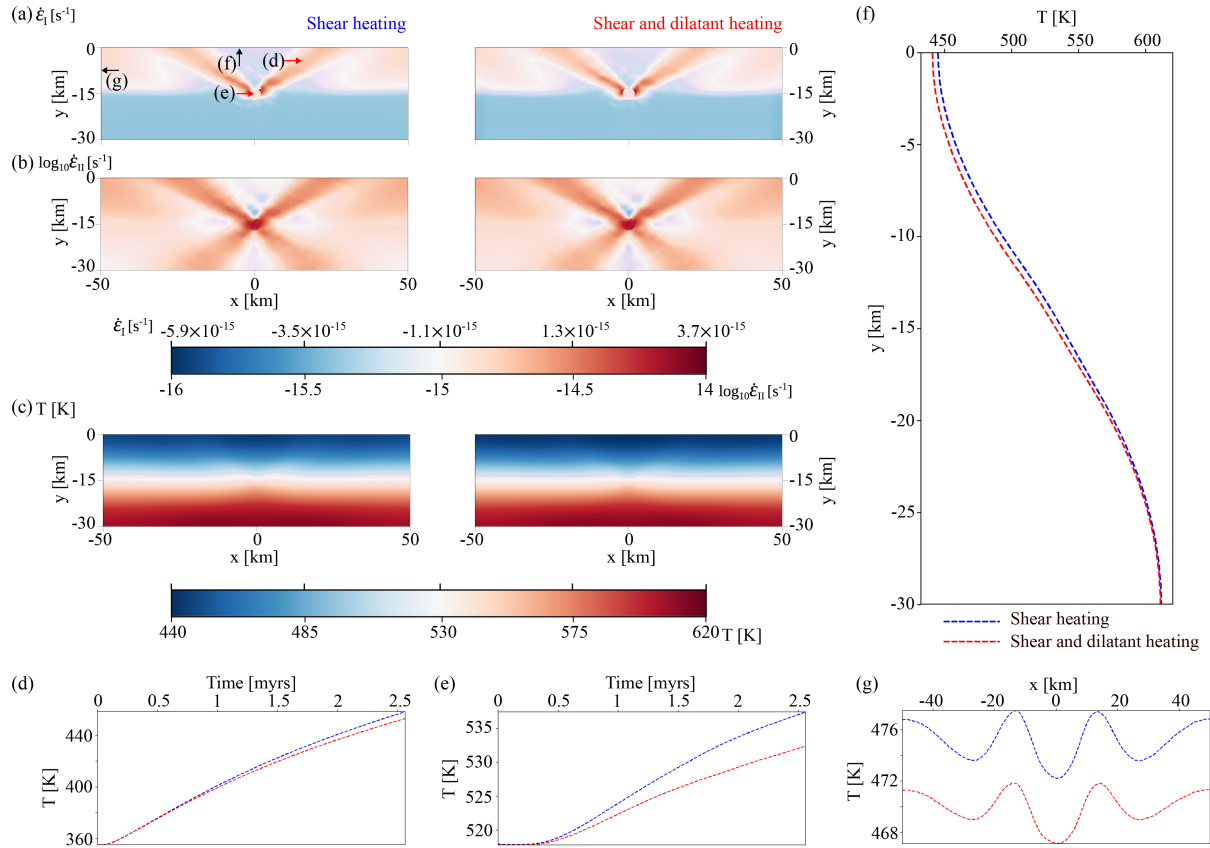 (a) ε̇I [s-1]
Shear heating
Shear and dilatant heating
0
-15
-30
y [km]
(f)
(d)
(g)
(e)
0
-15
-30
y [km]
(b) log10ε̇II [s-1]
0
-15
-30
y [km]
-50 0 50
x [km]
0
-15
-30
y [km]
-50 0 50
x [km]
ε̇I [s-1] -5.9×10-15 -3.5×10-15 -1.1×10-15 1.3×10-15 3.7×10-15
-16 -15.5 -15 -14.5 14 log10ε̇II [s-1]
(c) T [K]
0
-15
-30
y [km]
-50 0 50
x [km]
0
-15
-30
y [km]
-50 0 50
x [km]
440 485 530 575 620 T [K]
(f)
T [K]
450 500 550 600
0
-5
-10
-15
-20
-25
-30
y [km]
Shear heating
Shear and dilatant heating
(d)
Time [myrs]
0 0.5 1 1.5 2 2.5
440
400
360
T [K]
(e)
Time [myrs]
0 0.5 1 1.5 2 2.5
535
530
525
520
T [K]
(g)
x [km]
-40 -20 0 20 40
476
472
468
T [K]